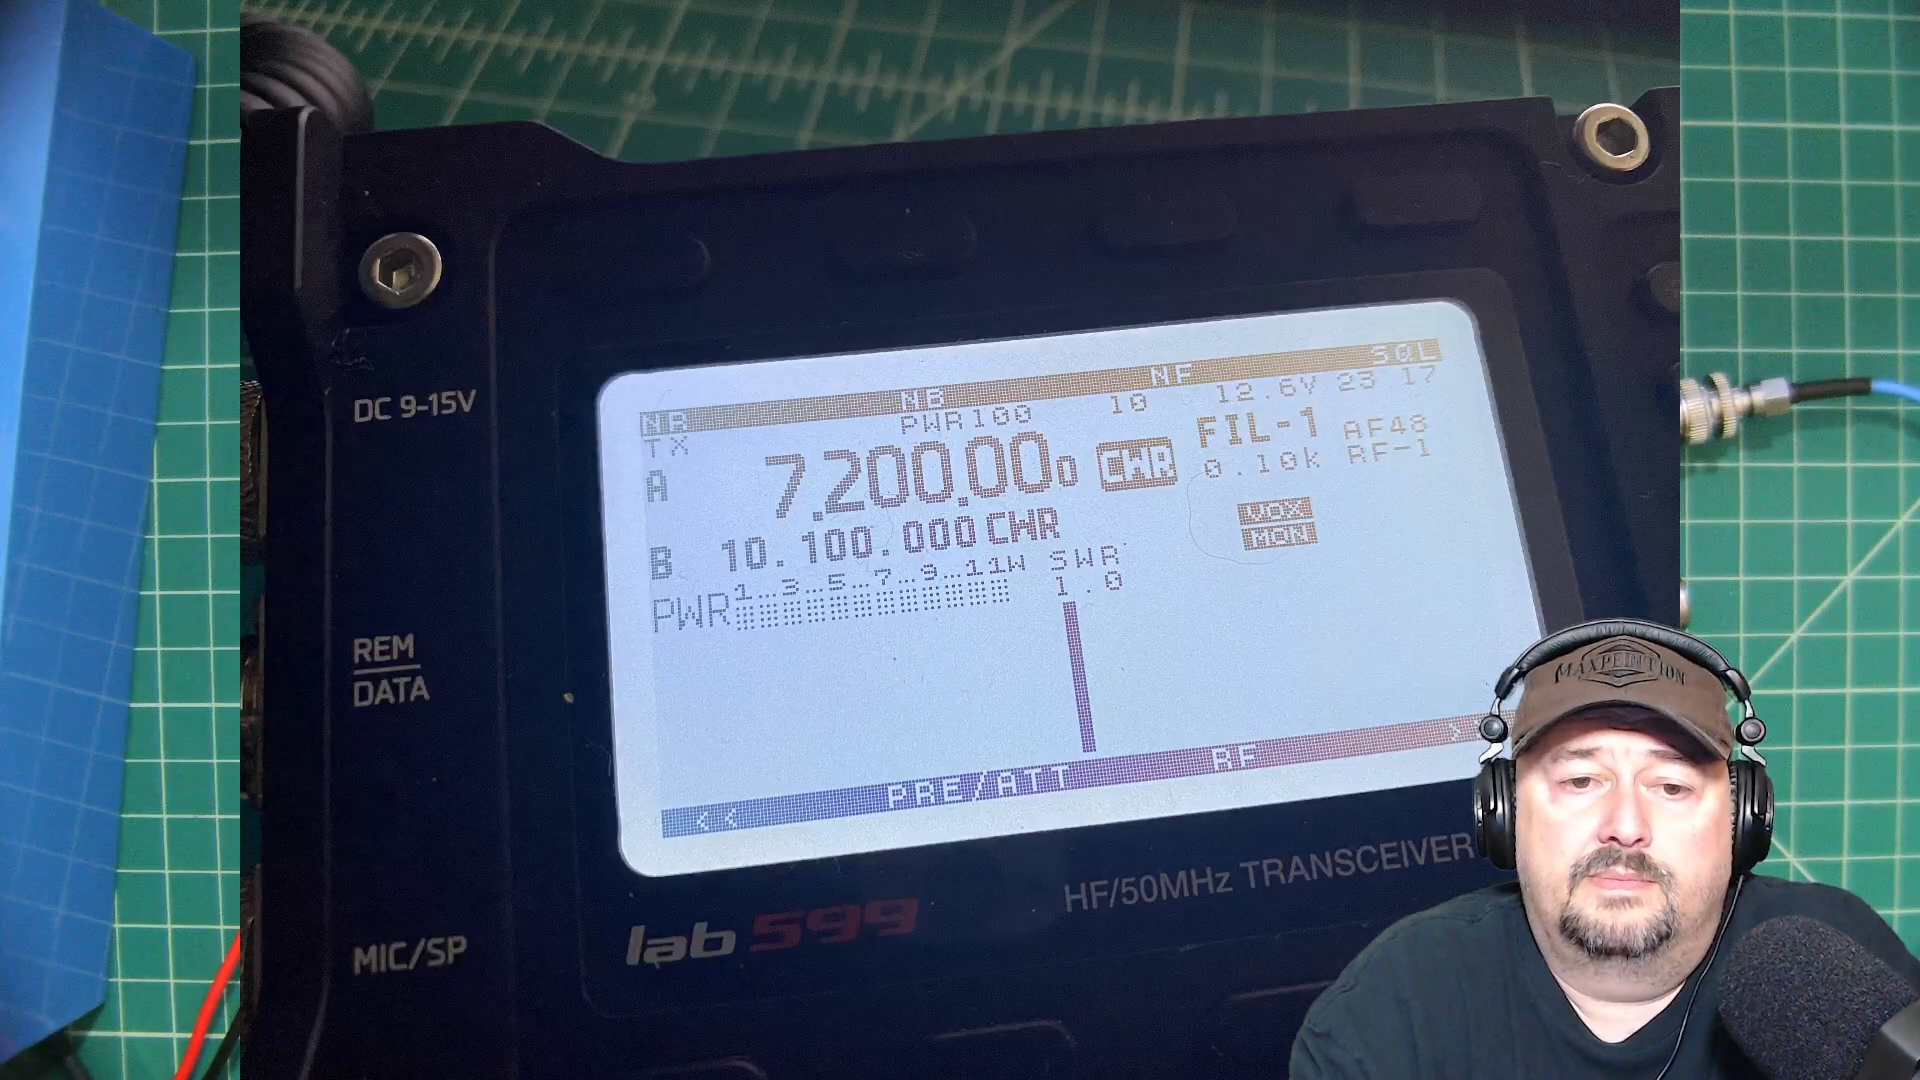 DC 9-15V
REM
DATA
MIC/SP
NR NB NF SQL
TX PWR100 10 12.6V 23 17
A 7.200.000 CWR FIL-1 AF48
0.10k RF-1
B 10.100.000 CWR VOX
MON
1...3...5...7...9...11W SWR
PWR 1.0
<< PRE/ATT RF >
lab599
HF/50MHz TRANSCEIVER
MAXPEDITION